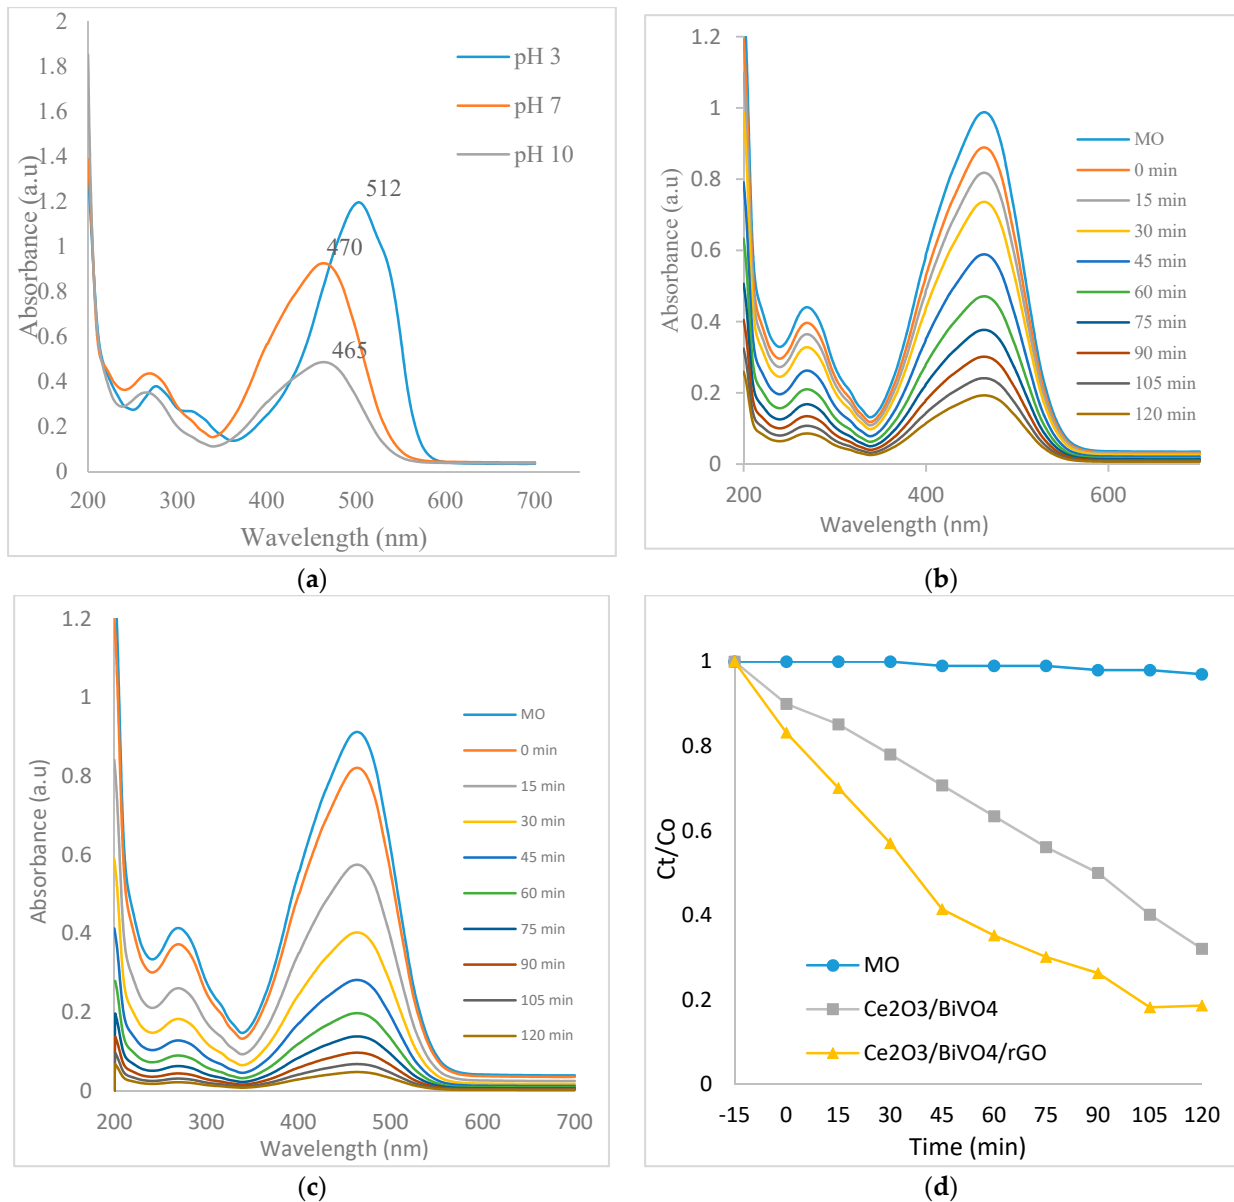 2
1.8
1.6
1.4
1.2
1
0.8
0.6
0.4
0.2
0
Absorbance (a.u)
pH 3
pH 7
pH 10
512
470
465
200 300 400 500 600 700
Wavelength (nm)
(a)
1.2
1
0.8
0.6
0.4
0.2
0
Absorbance (a.u)
MO
0 min
15 min
30 min
45 min
60 min
75 min
90 min
105 min
120 min
200 400 600
Wavelength (nm)
(b)
1.2
1
0.8
0.6
0.4
0.2
0
Absorbance (a.u)
MO
0 min
15 min
30 min
45 min
60 min
75 min
90 min
105 min
120 min
200 300 400 500 600 700
Wavelength (nm)
(c)
1
0.8
0.6
0.4
0.2
0
Ct/Co
MO
Ce2O3/BiVO4
Ce2O3/BiVO4/rGO
-15 0 15 30 45 60 75 90 105 120
Time (min)
(d)